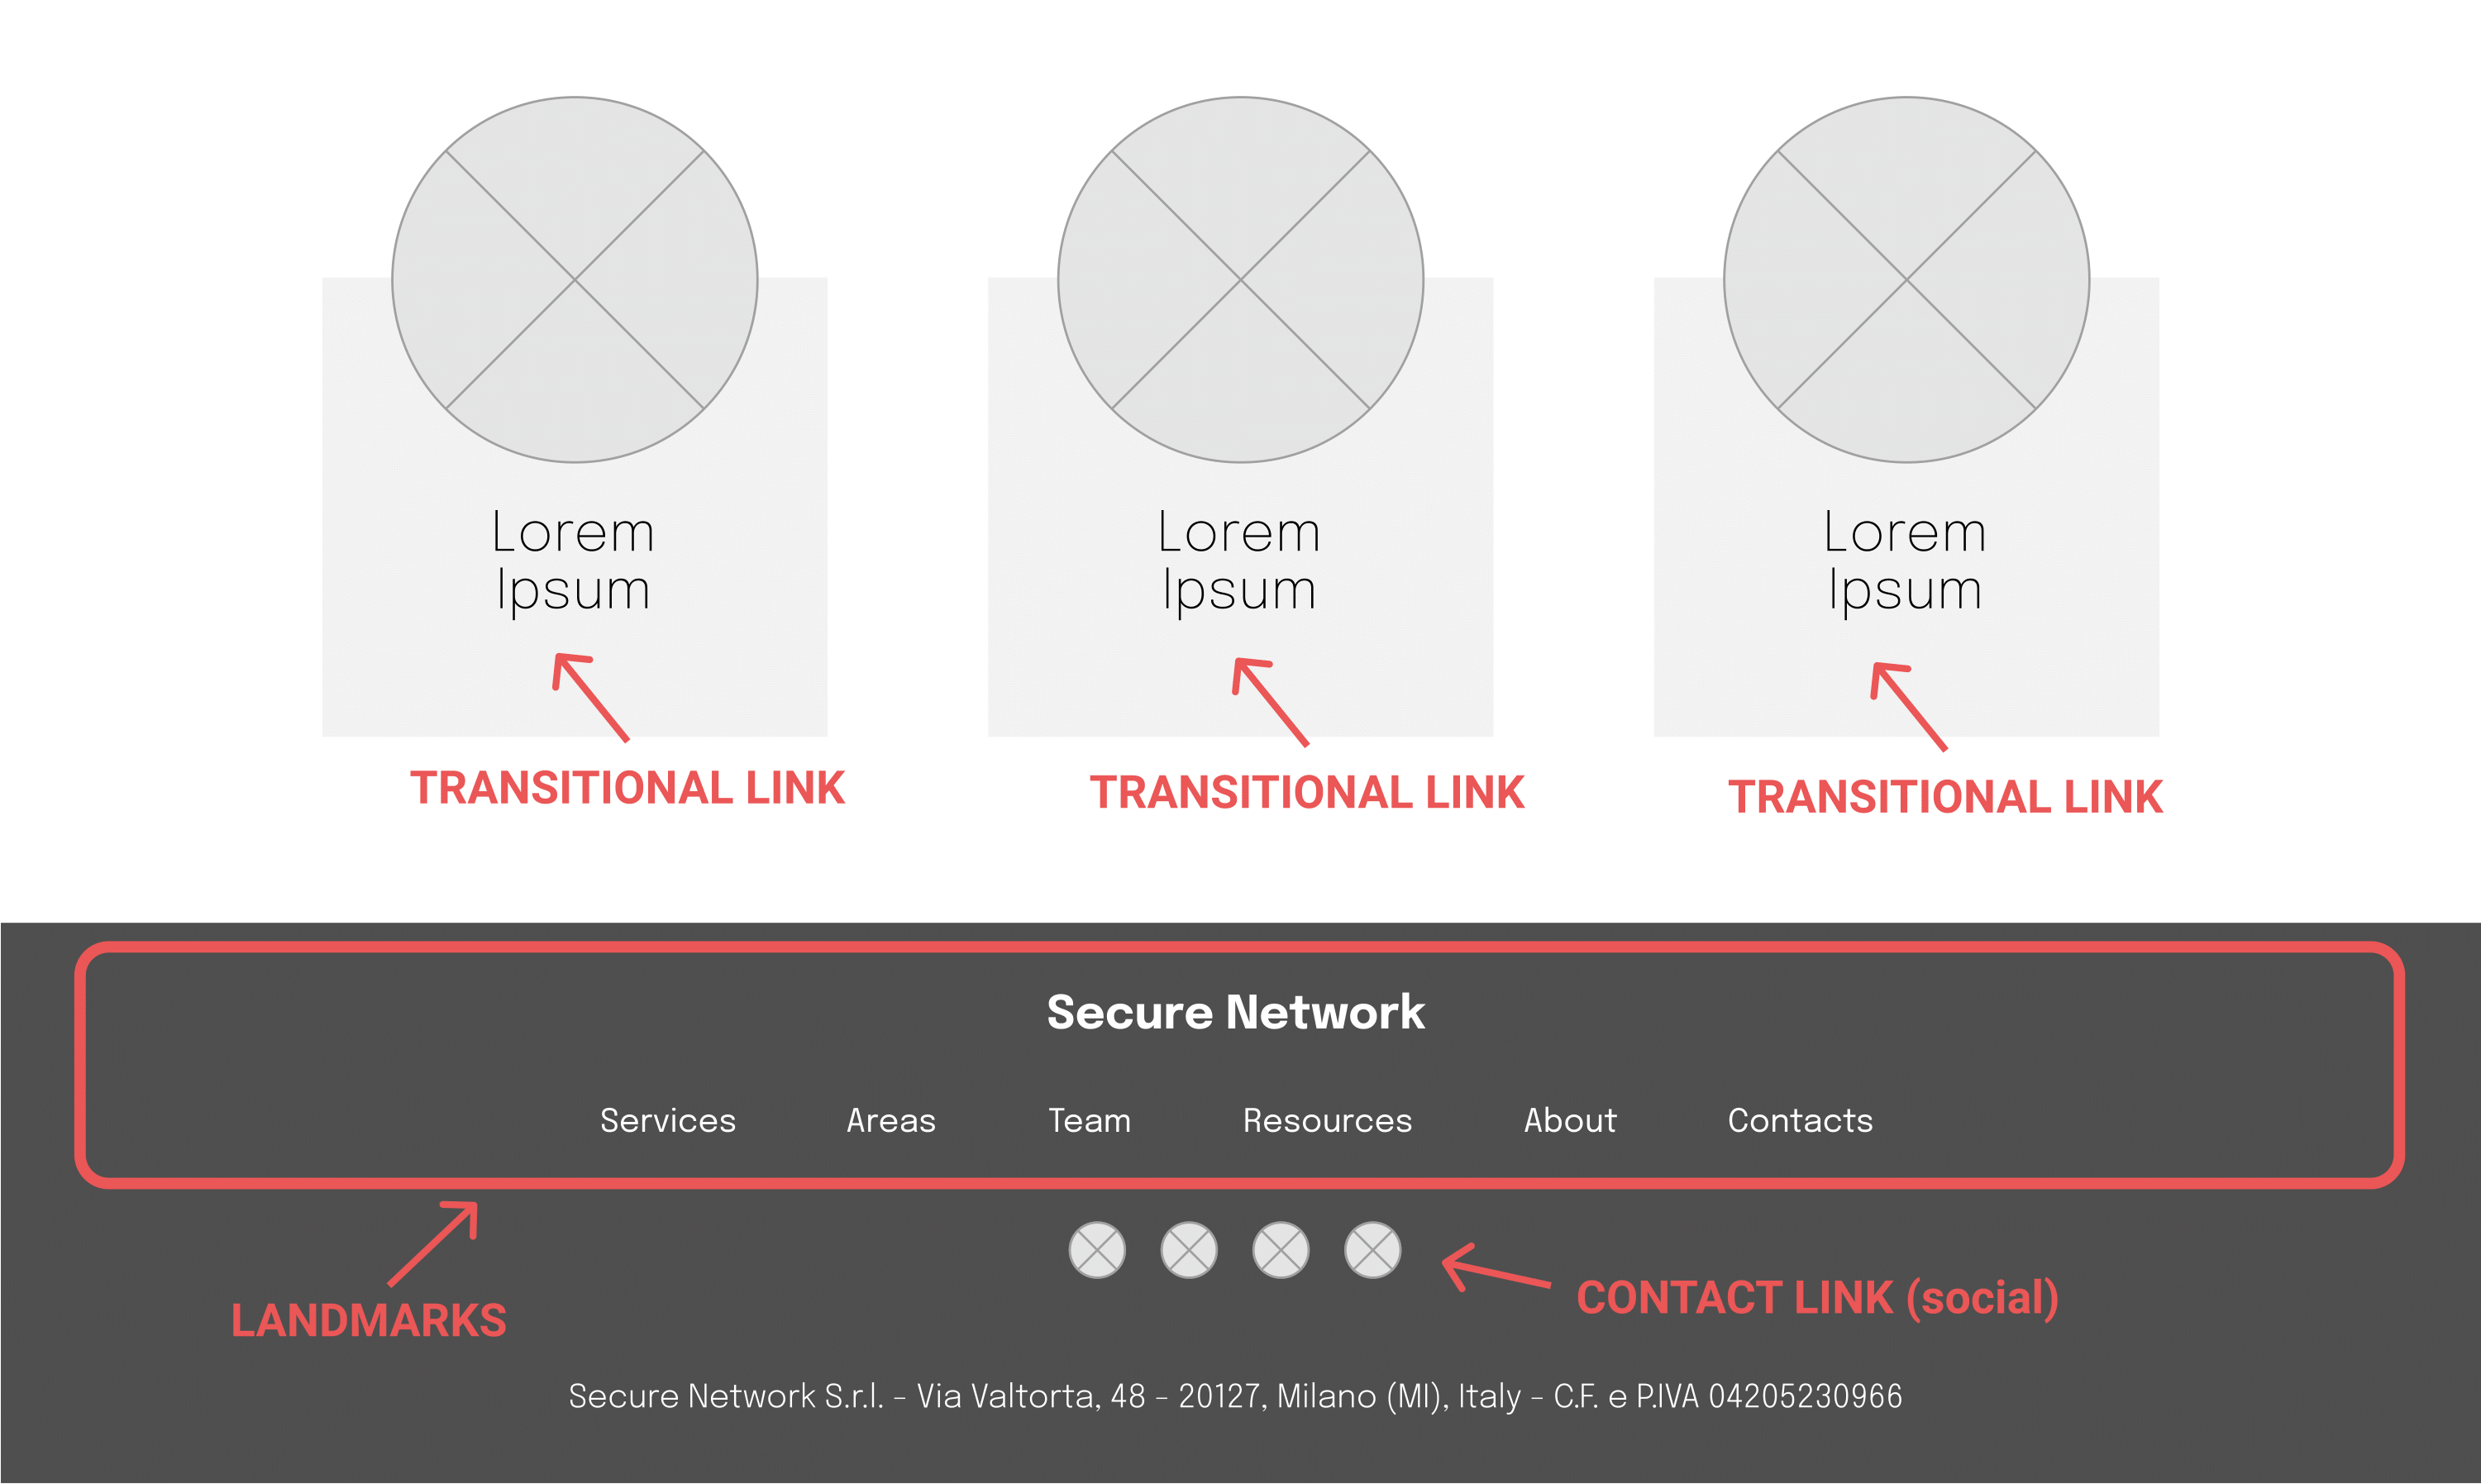 Lorem
Ipsum
Lorem
Ipsum
Lorem
Ipsum
TRANSITIONAL LINK
TRANSITIONAL LINK
TRANSITIONAL LINK
Secure Network
Services Areas Team Resources About Contacts
LANDMARKS
CONTACT LINK (social)
Secure Network S.r.l. – Via Valtorta, 48 – 20127, Milano (MI), Italy – C.F. e P.IVA 04205230966